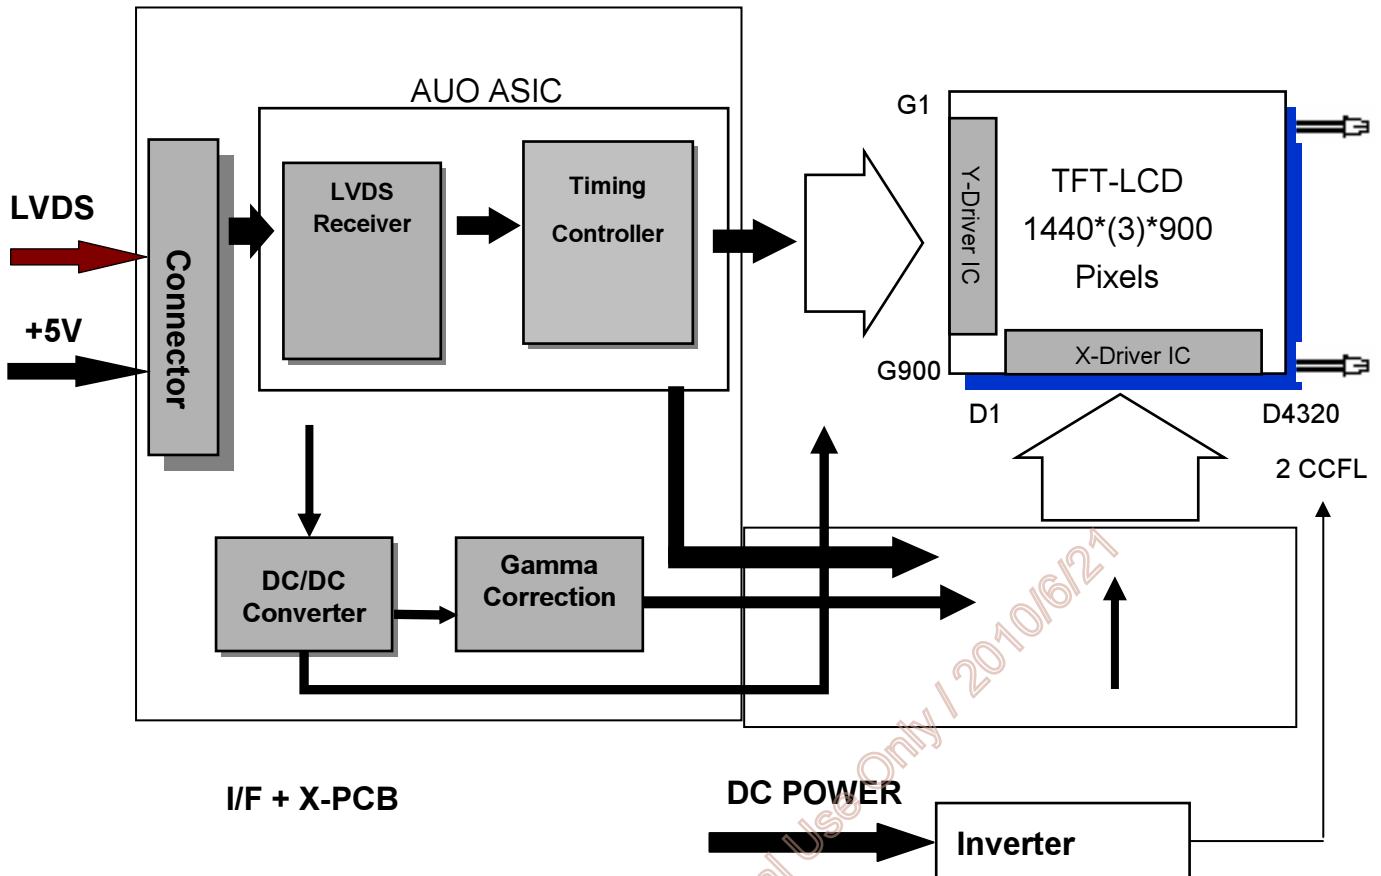 AUO ASIC
LVDS
+5V
Connector
LVDS
Receiver
Timing
Controller
G1
Y-Driver IC
TFT-LCD
1440*(3)*900
Pixels
X-Driver IC
G900
D1
D4320
2 CCFL
DC/DC
Converter
Gamma
Correction
I/F + X-PCB
DC POWER
Inverter
Use Only / 2010/6/21